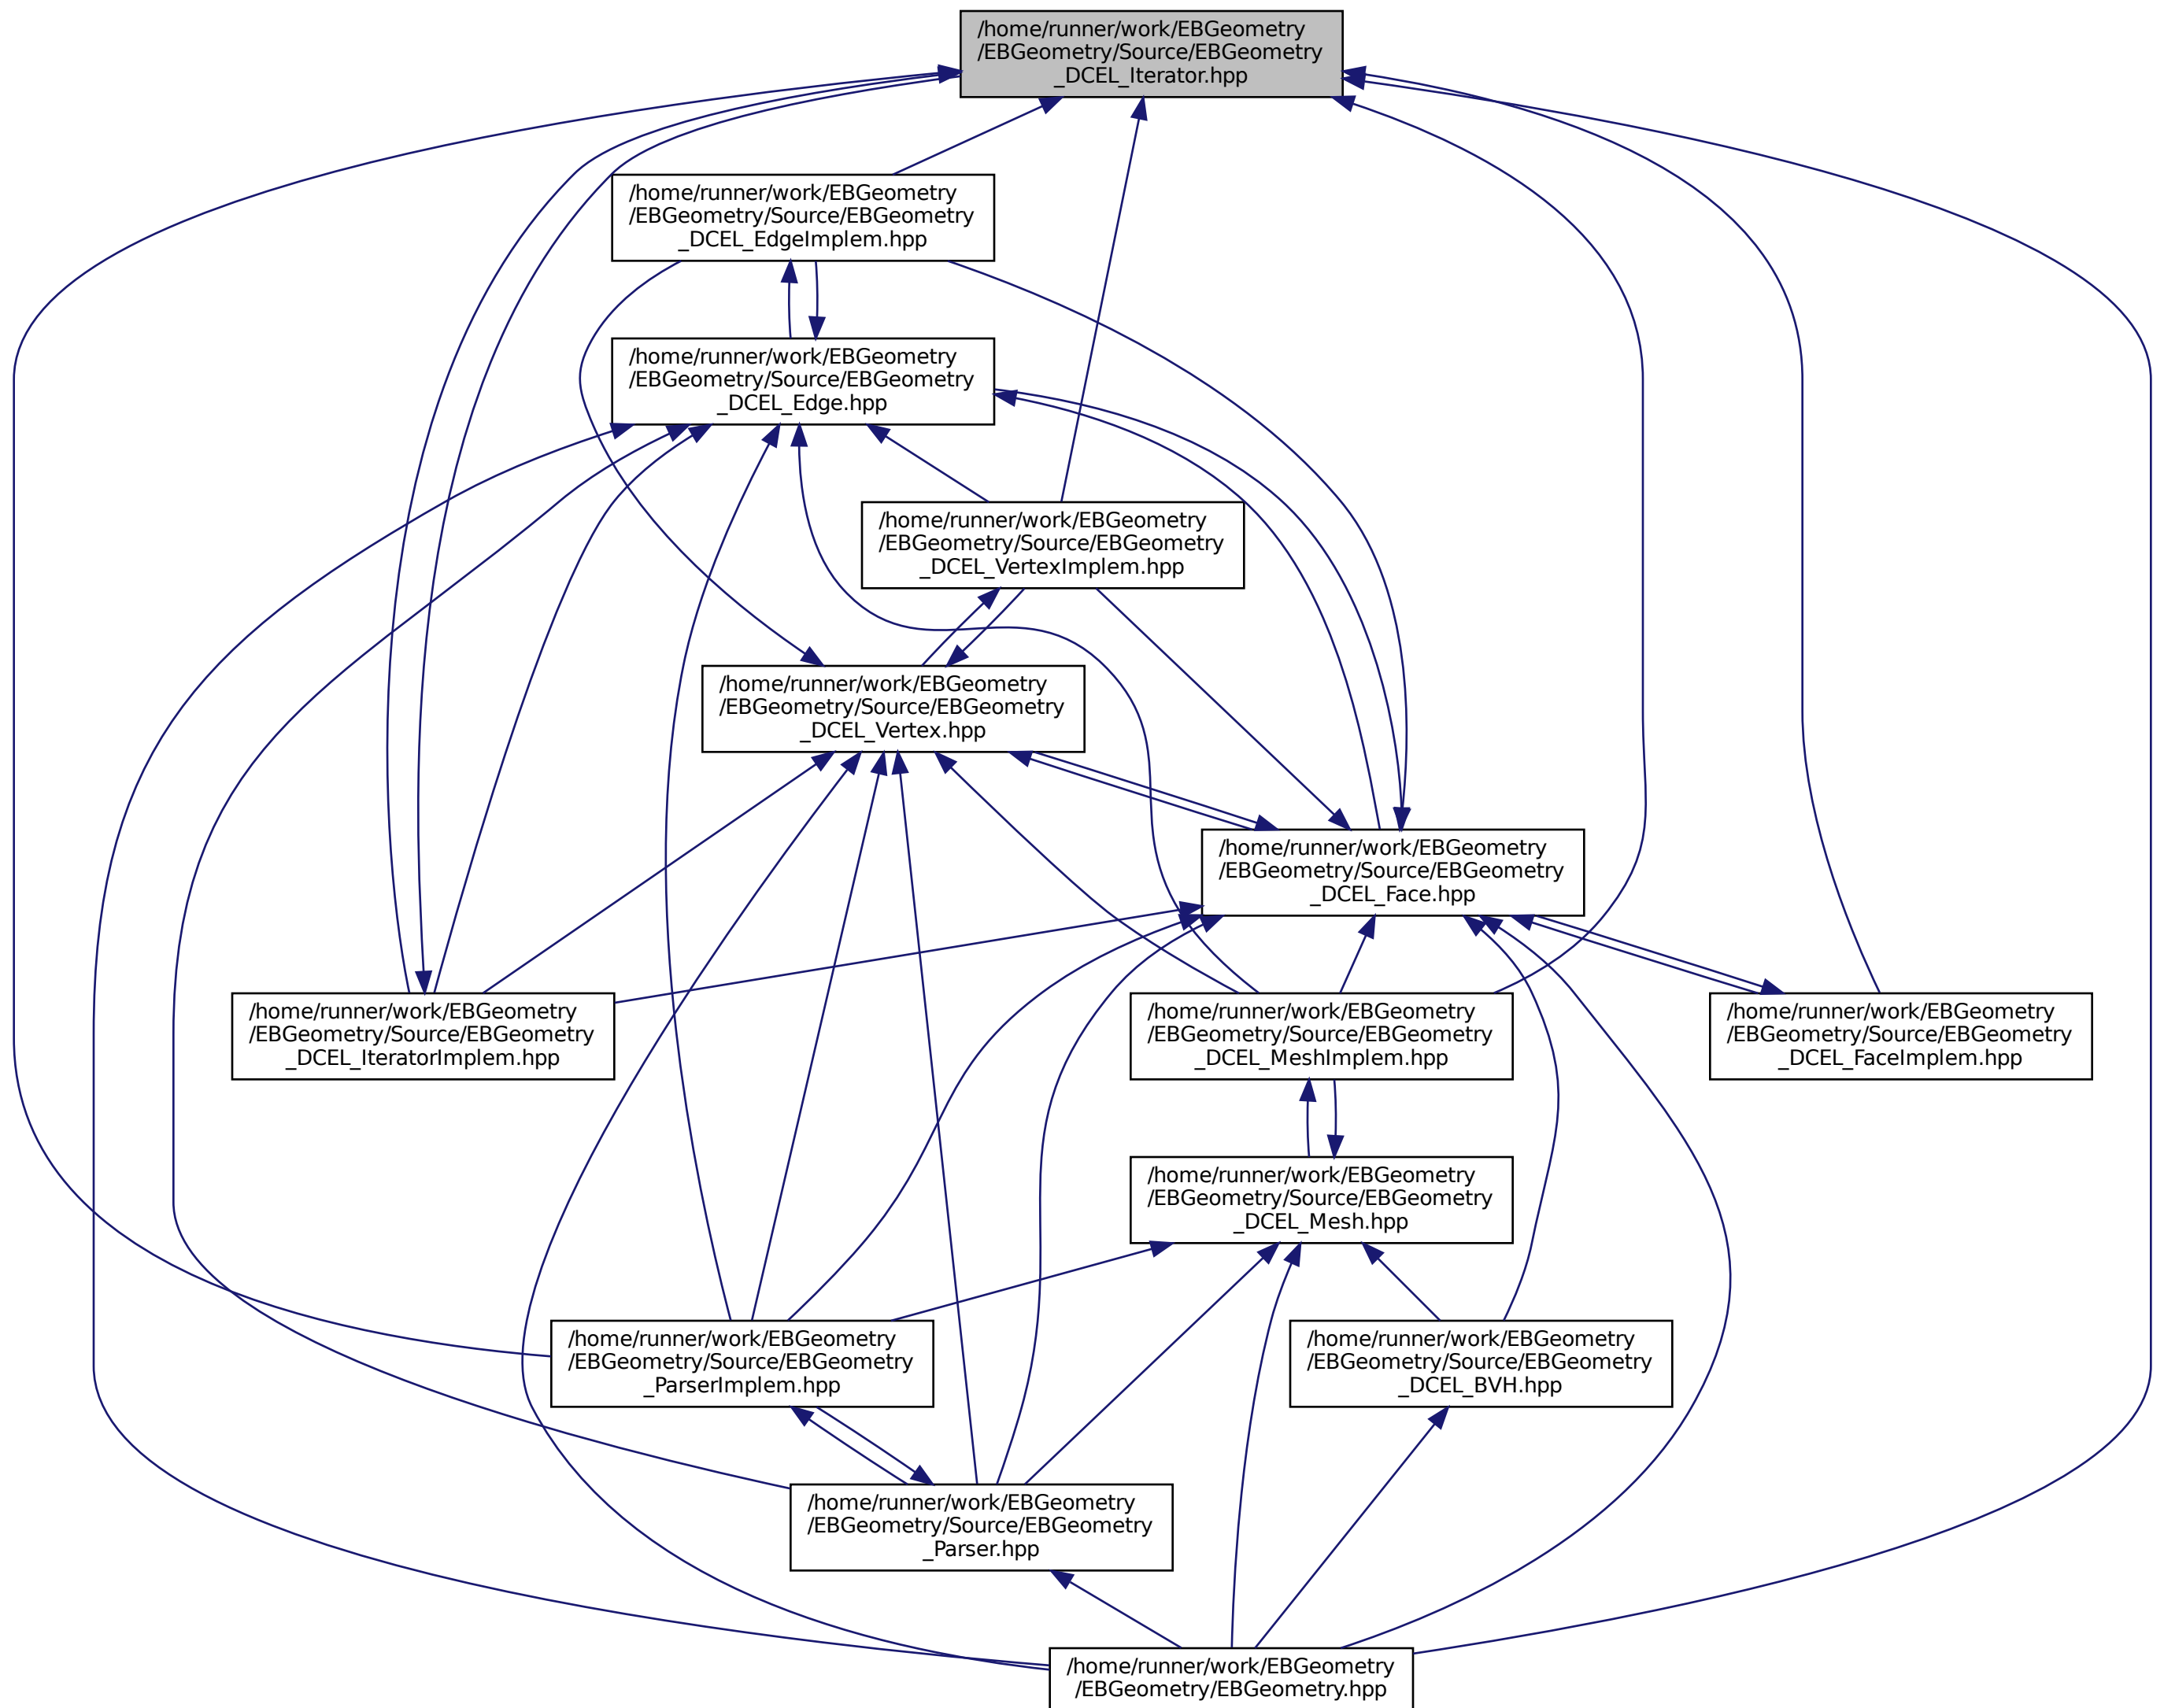 /home/runner/work/EBGeometry
/EBGeometry/Source/EBGeometry
_DCEL_Iterator.hpp
/home/runner/work/EBGeometry
/EBGeometry/Source/EBGeometry
_DCEL_EdgeImplem.hpp
/home/runner/work/EBGeometry
/EBGeometry/Source/EBGeometry
_DCEL_Edge.hpp
/home/runner/work/EBGeometry
/EBGeometry/Source/EBGeometry
_DCEL_VertexImplem.hpp
/home/runner/work/EBGeometry
/EBGeometry/Source/EBGeometry
_DCEL_Vertex.hpp
/home/runner/work/EBGeometry
/EBGeometry/Source/EBGeometry
_DCEL_Face.hpp
/home/runner/work/EBGeometry
/EBGeometry/Source/EBGeometry
_DCEL_IteratorImplem.hpp
/home/runner/work/EBGeometry
/EBGeometry/Source/EBGeometry
_DCEL_MeshImplem.hpp
/home/runner/work/EBGeometry
/EBGeometry/Source/EBGeometry
_DCEL_FaceImplem.hpp
/home/runner/work/EBGeometry
/EBGeometry/Source/EBGeometry
_DCEL_Mesh.hpp
/home/runner/work/EBGeometry
/EBGeometry/Source/EBGeometry
_ParserImplem.hpp
/home/runner/work/EBGeometry
/EBGeometry/Source/EBGeometry
_DCEL_BVH.hpp
/home/runner/work/EBGeometry
/EBGeometry/Source/EBGeometry
_Parser.hpp
/home/runner/work/EBGeometry
/EBGeometry/EBGeometry.hpp